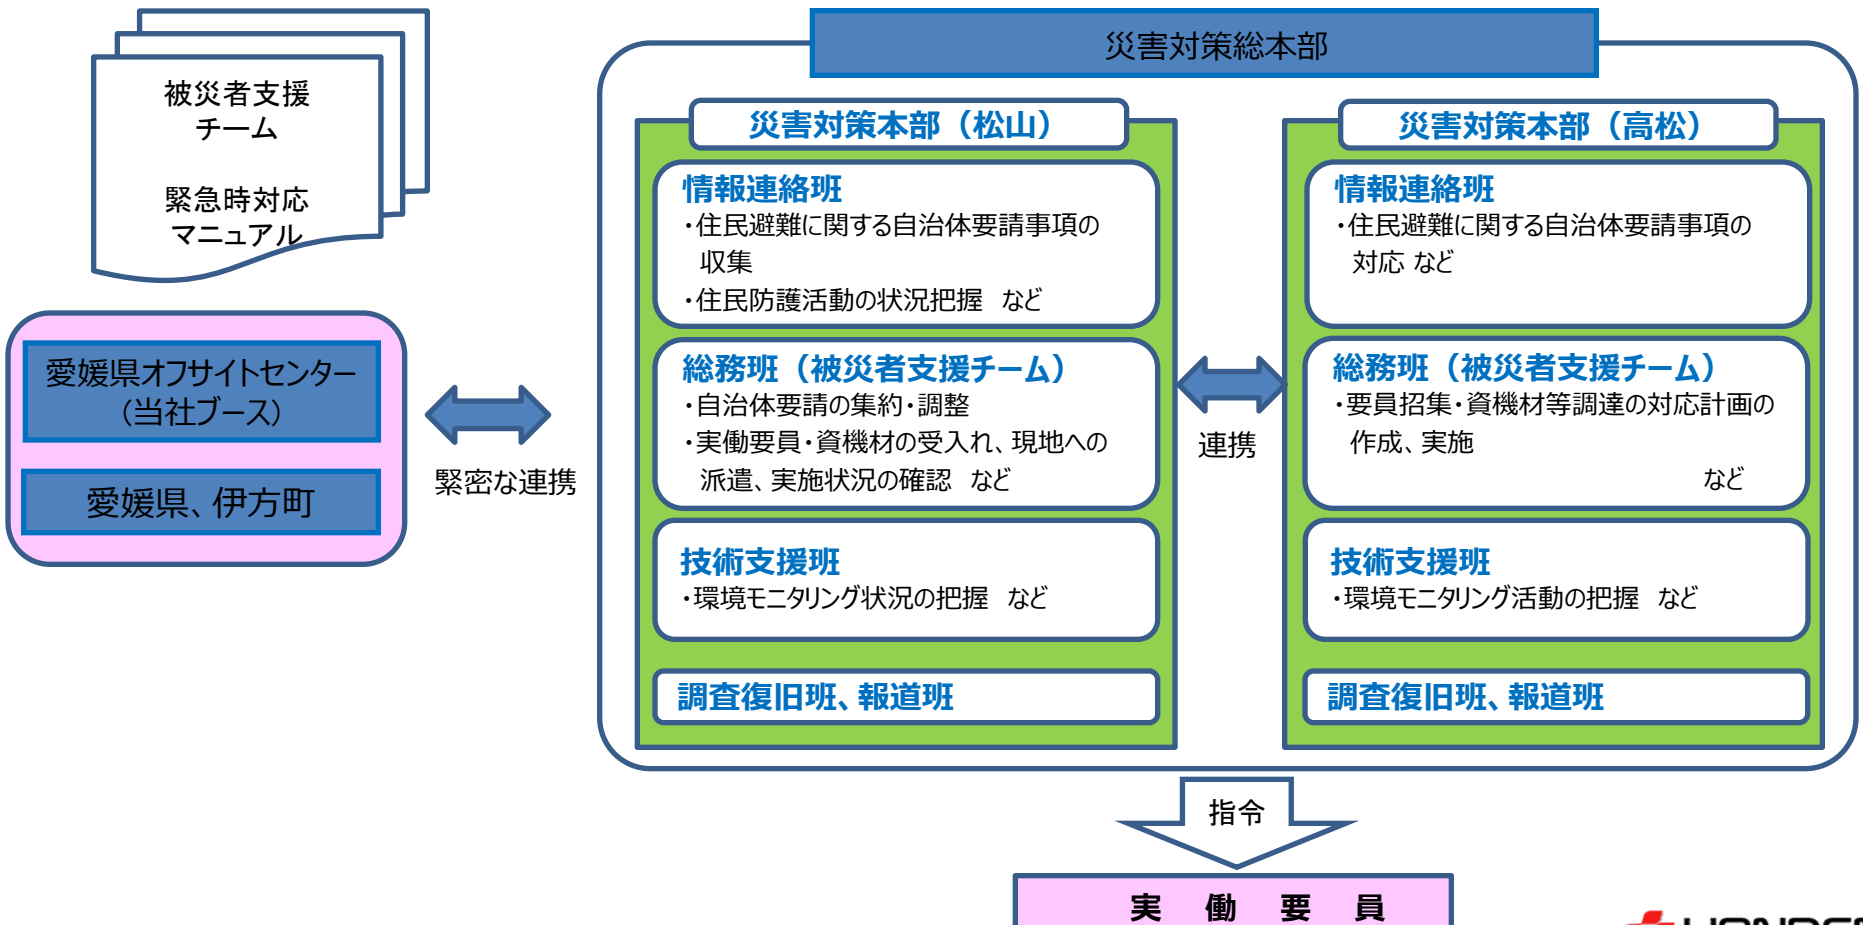 被災者支援
チーム
緊急時対応
マニュアル
愛媛県オフサイトセンター
(当社ブース)
愛媛県、伊方町
緊密な連携
災害対策総本部
災害対策本部（松山）
情報連絡班
・住民避難に関する自治体要請事項の
収集
・住民防護活動の状況把握　など
総務班（被災者支援チーム）
・自治体要請の集約・調整
・実働要員・資機材の受入れ、現地への
派遣、実施状況の確認　など
技術支援班
・環境モニタリング状況の把握　など
調査復旧班、報道班
連携
災害対策本部（高松）
情報連絡班
・住民避難に関する自治体要請事項の
対応 など
総務班（被災者支援チーム）
・要員招集・資機材等調達の対応計画の
作成、実施
など
技術支援班
・環境モニタリング活動の把握　など
調査復旧班、報道班
指令
実　働　要　員